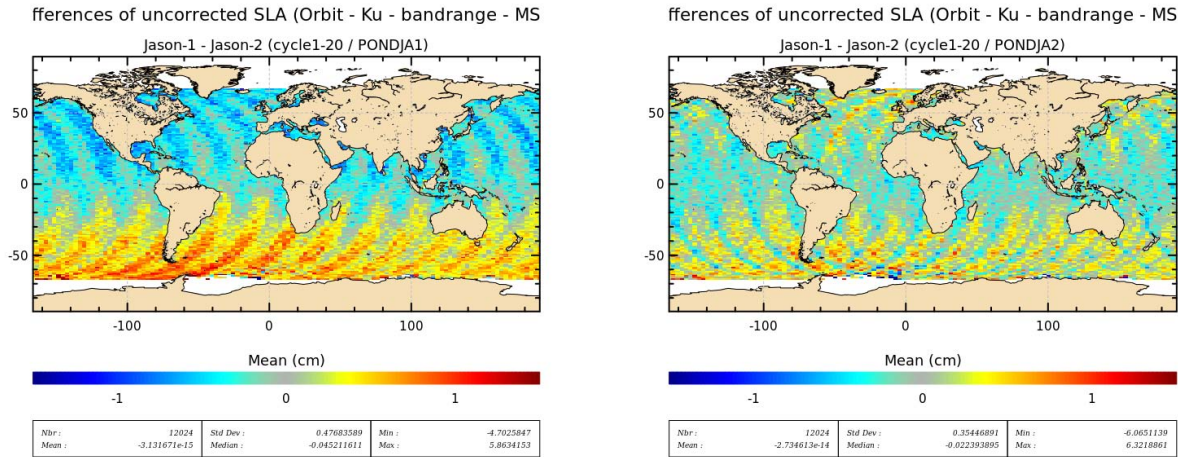 fferences of uncorrected SLA (Orbit - Ku - bandrange - MS
Jason-1 - Jason-2 (cycle1-20 / PONDJA1)
50
0
-50
-100 0 100
Mean (cm)
-1 0 1
Nbr : 12024 Std Dev : 0.47683589 Min : -4.7025847
Mean : -3.131671e-15 Median : -0.045211611 Max : 5.8634153
fferences of uncorrected SLA (Orbit - Ku - bandrange - MS
Jason-1 - Jason-2 (cycle1-20 / PONDJA2)
50
0
-50
-100 0 100
Mean (cm)
-1 0 1
Nbr : 12024 Std Dev : 0.35446891 Min : -6.0651139
Mean : -2.734613e-14 Median : -0.022393895 Max : 6.3218861